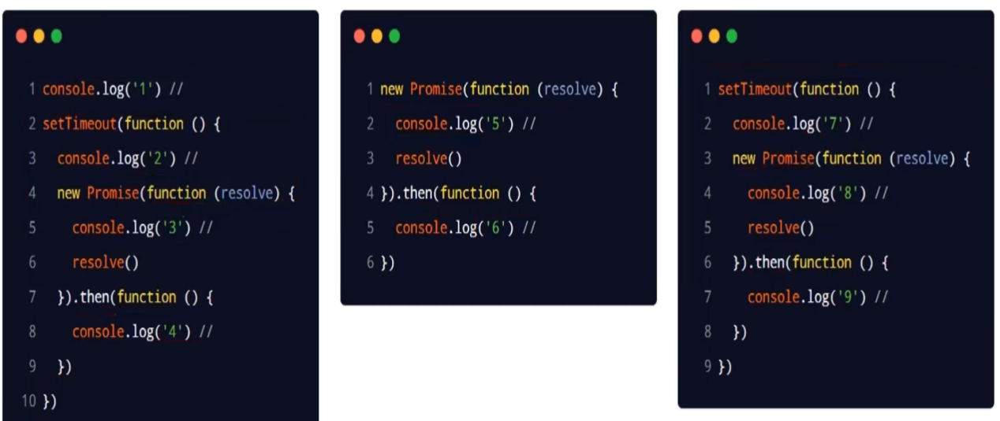 1 console.log('1') //
2 setTimeout(function () {
3   console.log('2') //
4   new Promise(function (resolve) {
5     console.log('3') //
6     resolve()
7   }).then(function () {
8     console.log('4') //
9   })
10 })
1 new Promise(function (resolve) {
2   console.log('5') //
3   resolve()
4 }).then(function () {
5   console.log('6') //
6 })
1 setTimeout(function () {
2   console.log('7') //
3   new Promise(function (resolve) {
4     console.log('8') //
5     resolve()
6   }).then(function () {
7     console.log('9') //
8   })
9 })